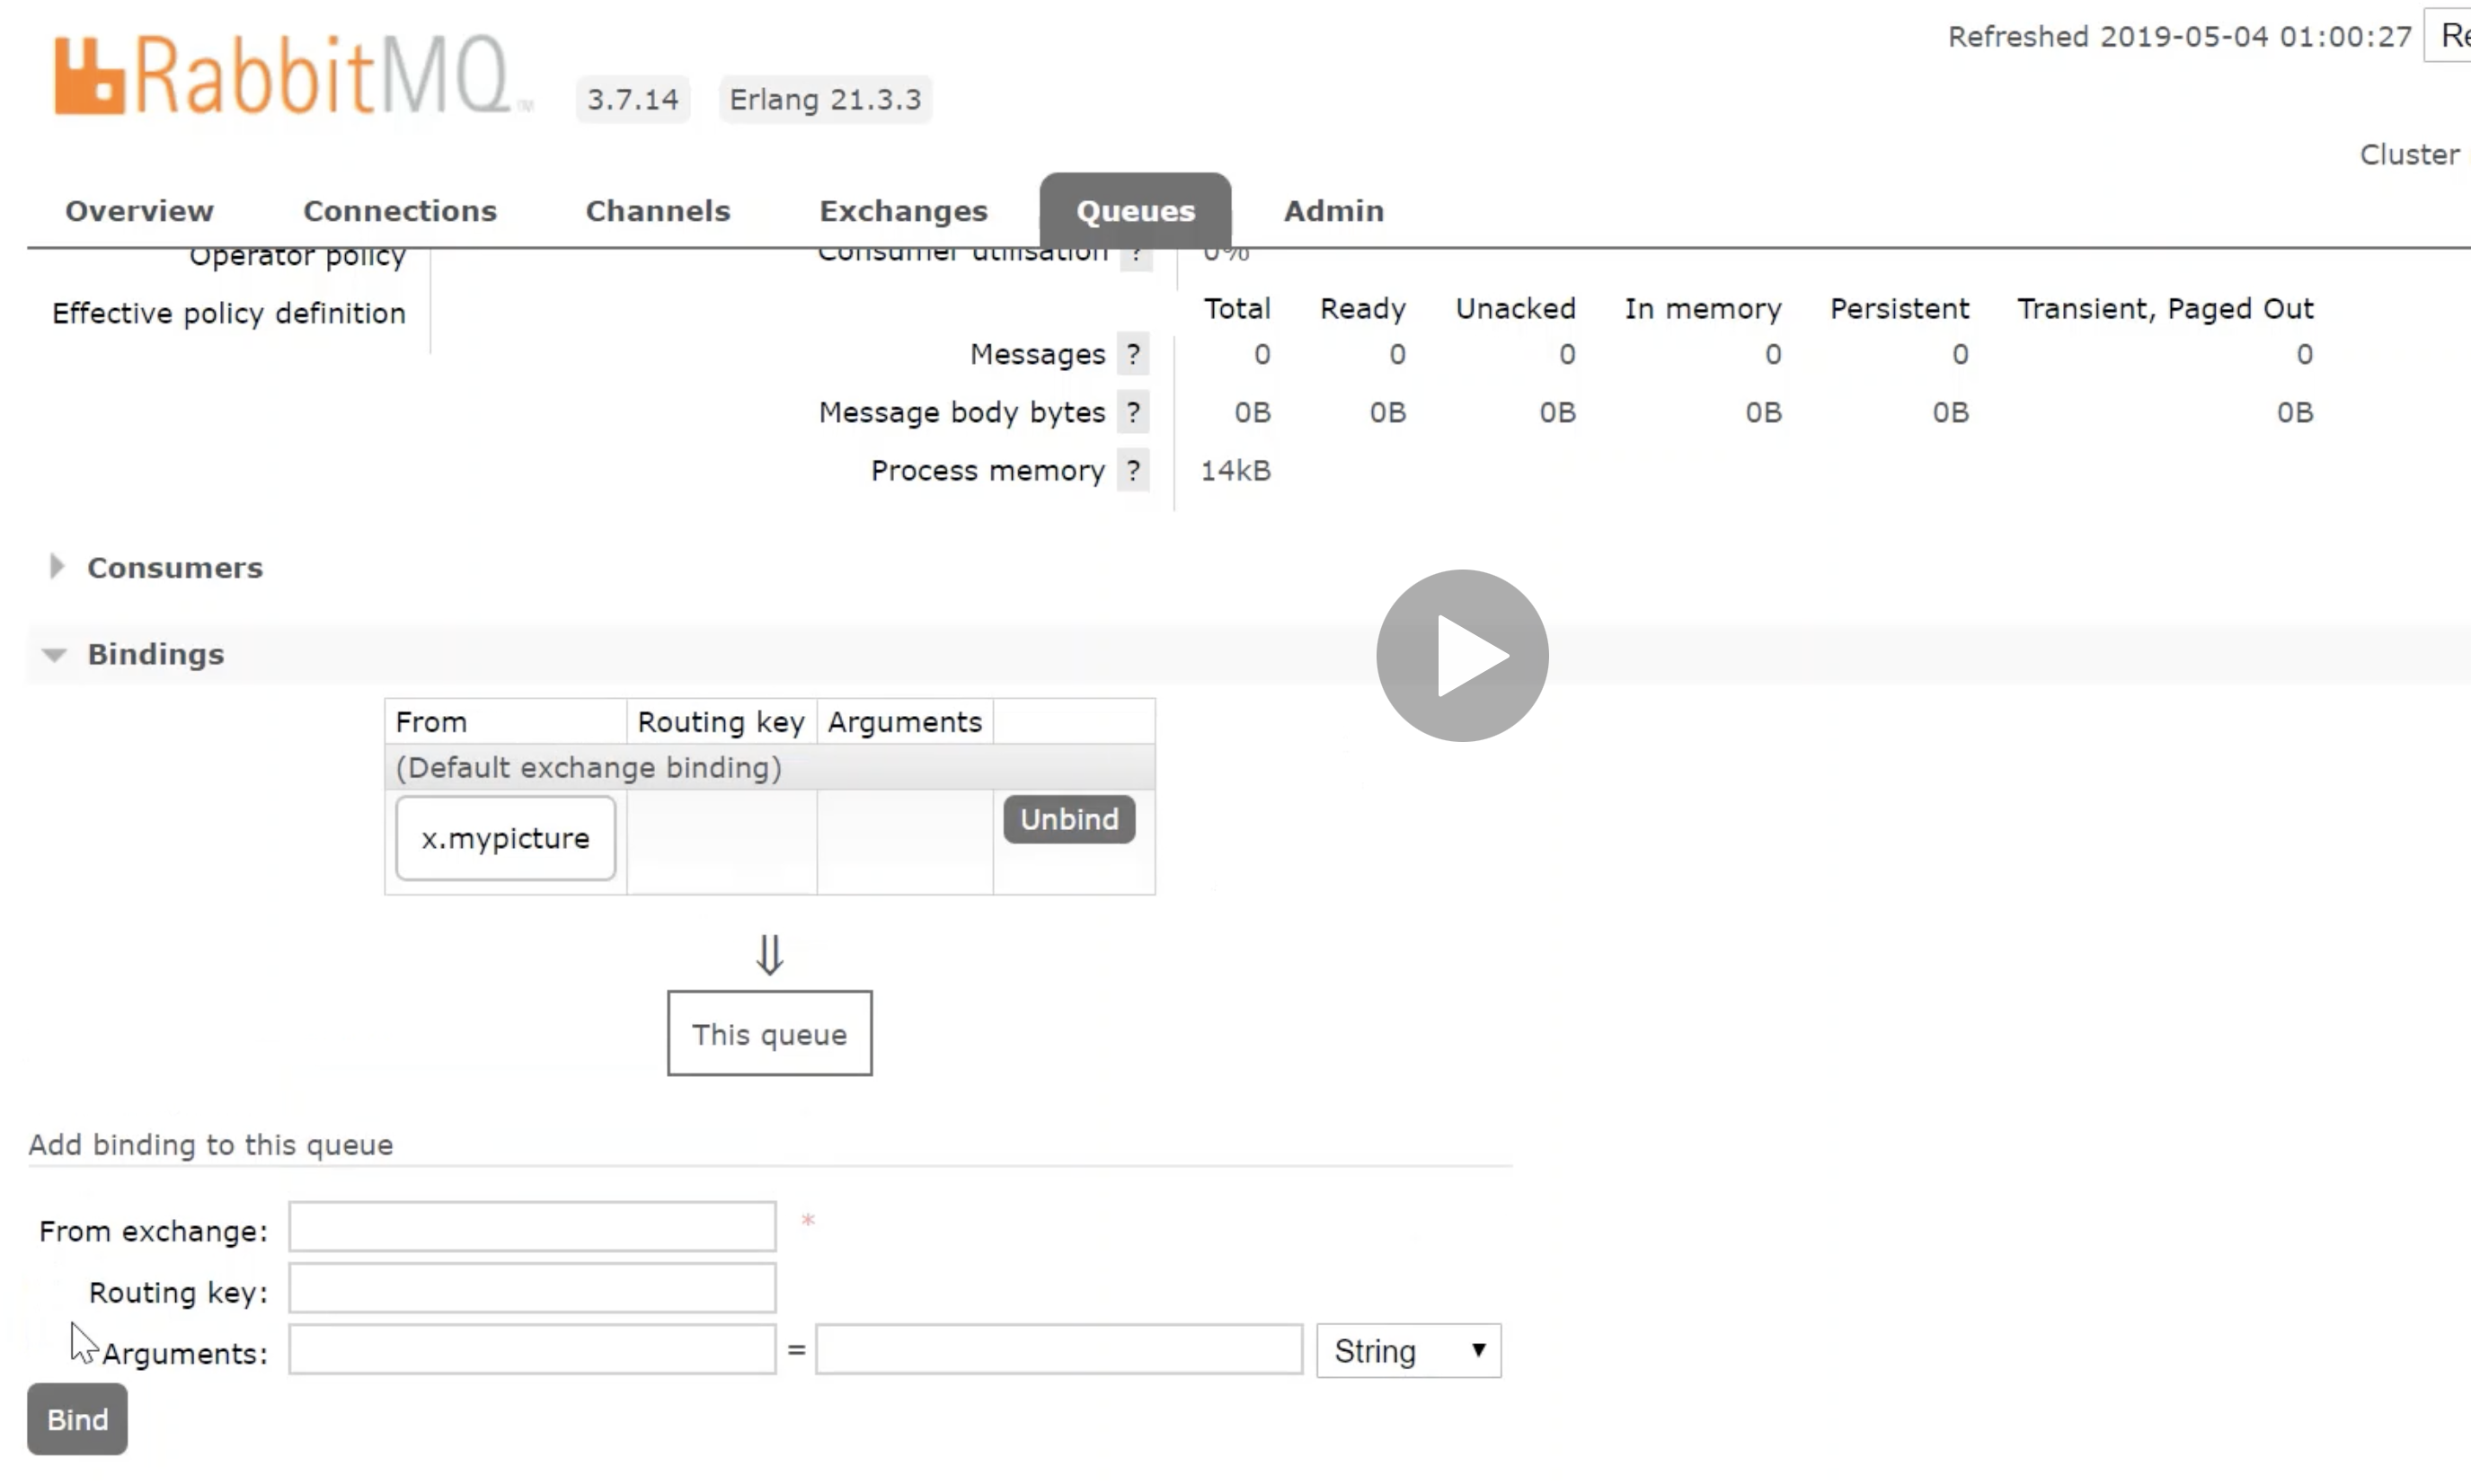 RabbitMQ TM 3.7.14 Erlang 21.3.3
Refreshed 2019-05-04 01:00:27
Cluster
Overview Connections Channels Exchanges Queues Admin
Operator policy
Consumer utilisation ? 0%
Effective policy definition
Total Ready Unacked In memory Persistent Transient, Paged Out
Messages ? 0 0 0 0 0 0
Message body bytes ? 0B 0B 0B 0B 0B 0B
Process memory ? 14kB
Consumers
Bindings
From Routing key Arguments
(Default exchange binding)
x.mypicture Unbind
⇓
This queue
Add binding to this queue
From exchange: *
Routing key:
Arguments: = String
Bind